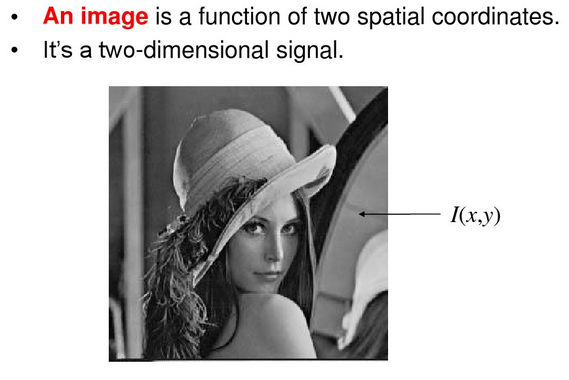 • An image is a function of two spatial coordinates.
• It's a two-dimensional signal.
I(x,y)